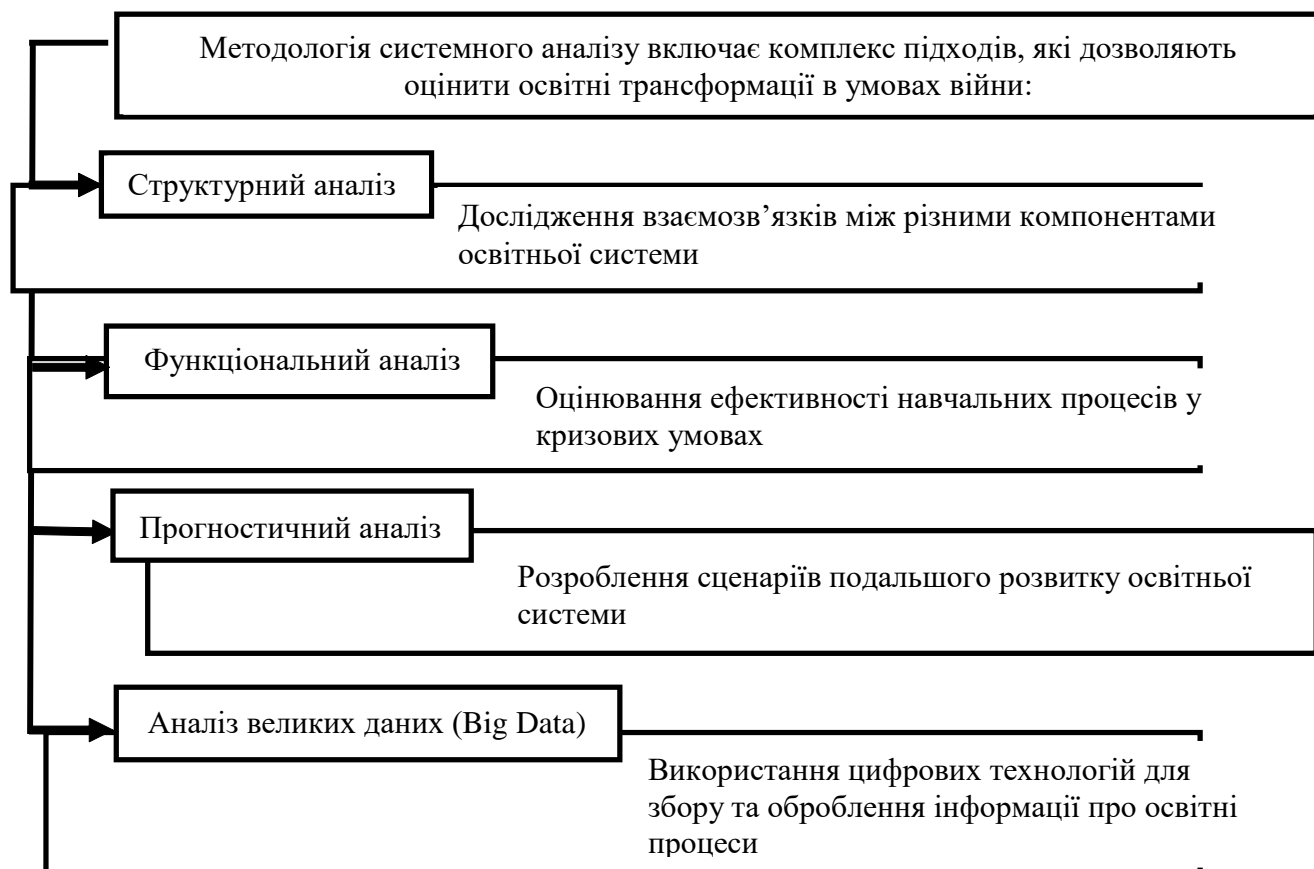 Методологія системного аналізу включає комплекс підходів, які дозволяють
оцінити освітні трансформації в умовах війни:
Структурний аналіз
Дослідження взаємозв’язків між різними компонентами
освітньої системи
Функціональний аналіз
Оцінювання ефективності навчальних процесів у
кризових умовах
Прогностичний аналіз
Розроблення сценаріїв подальшого розвитку освітньої
системи
Аналіз великих даних (Big Data)
Використання цифрових технологій для
збору та оброблення інформації про освітні
процеси